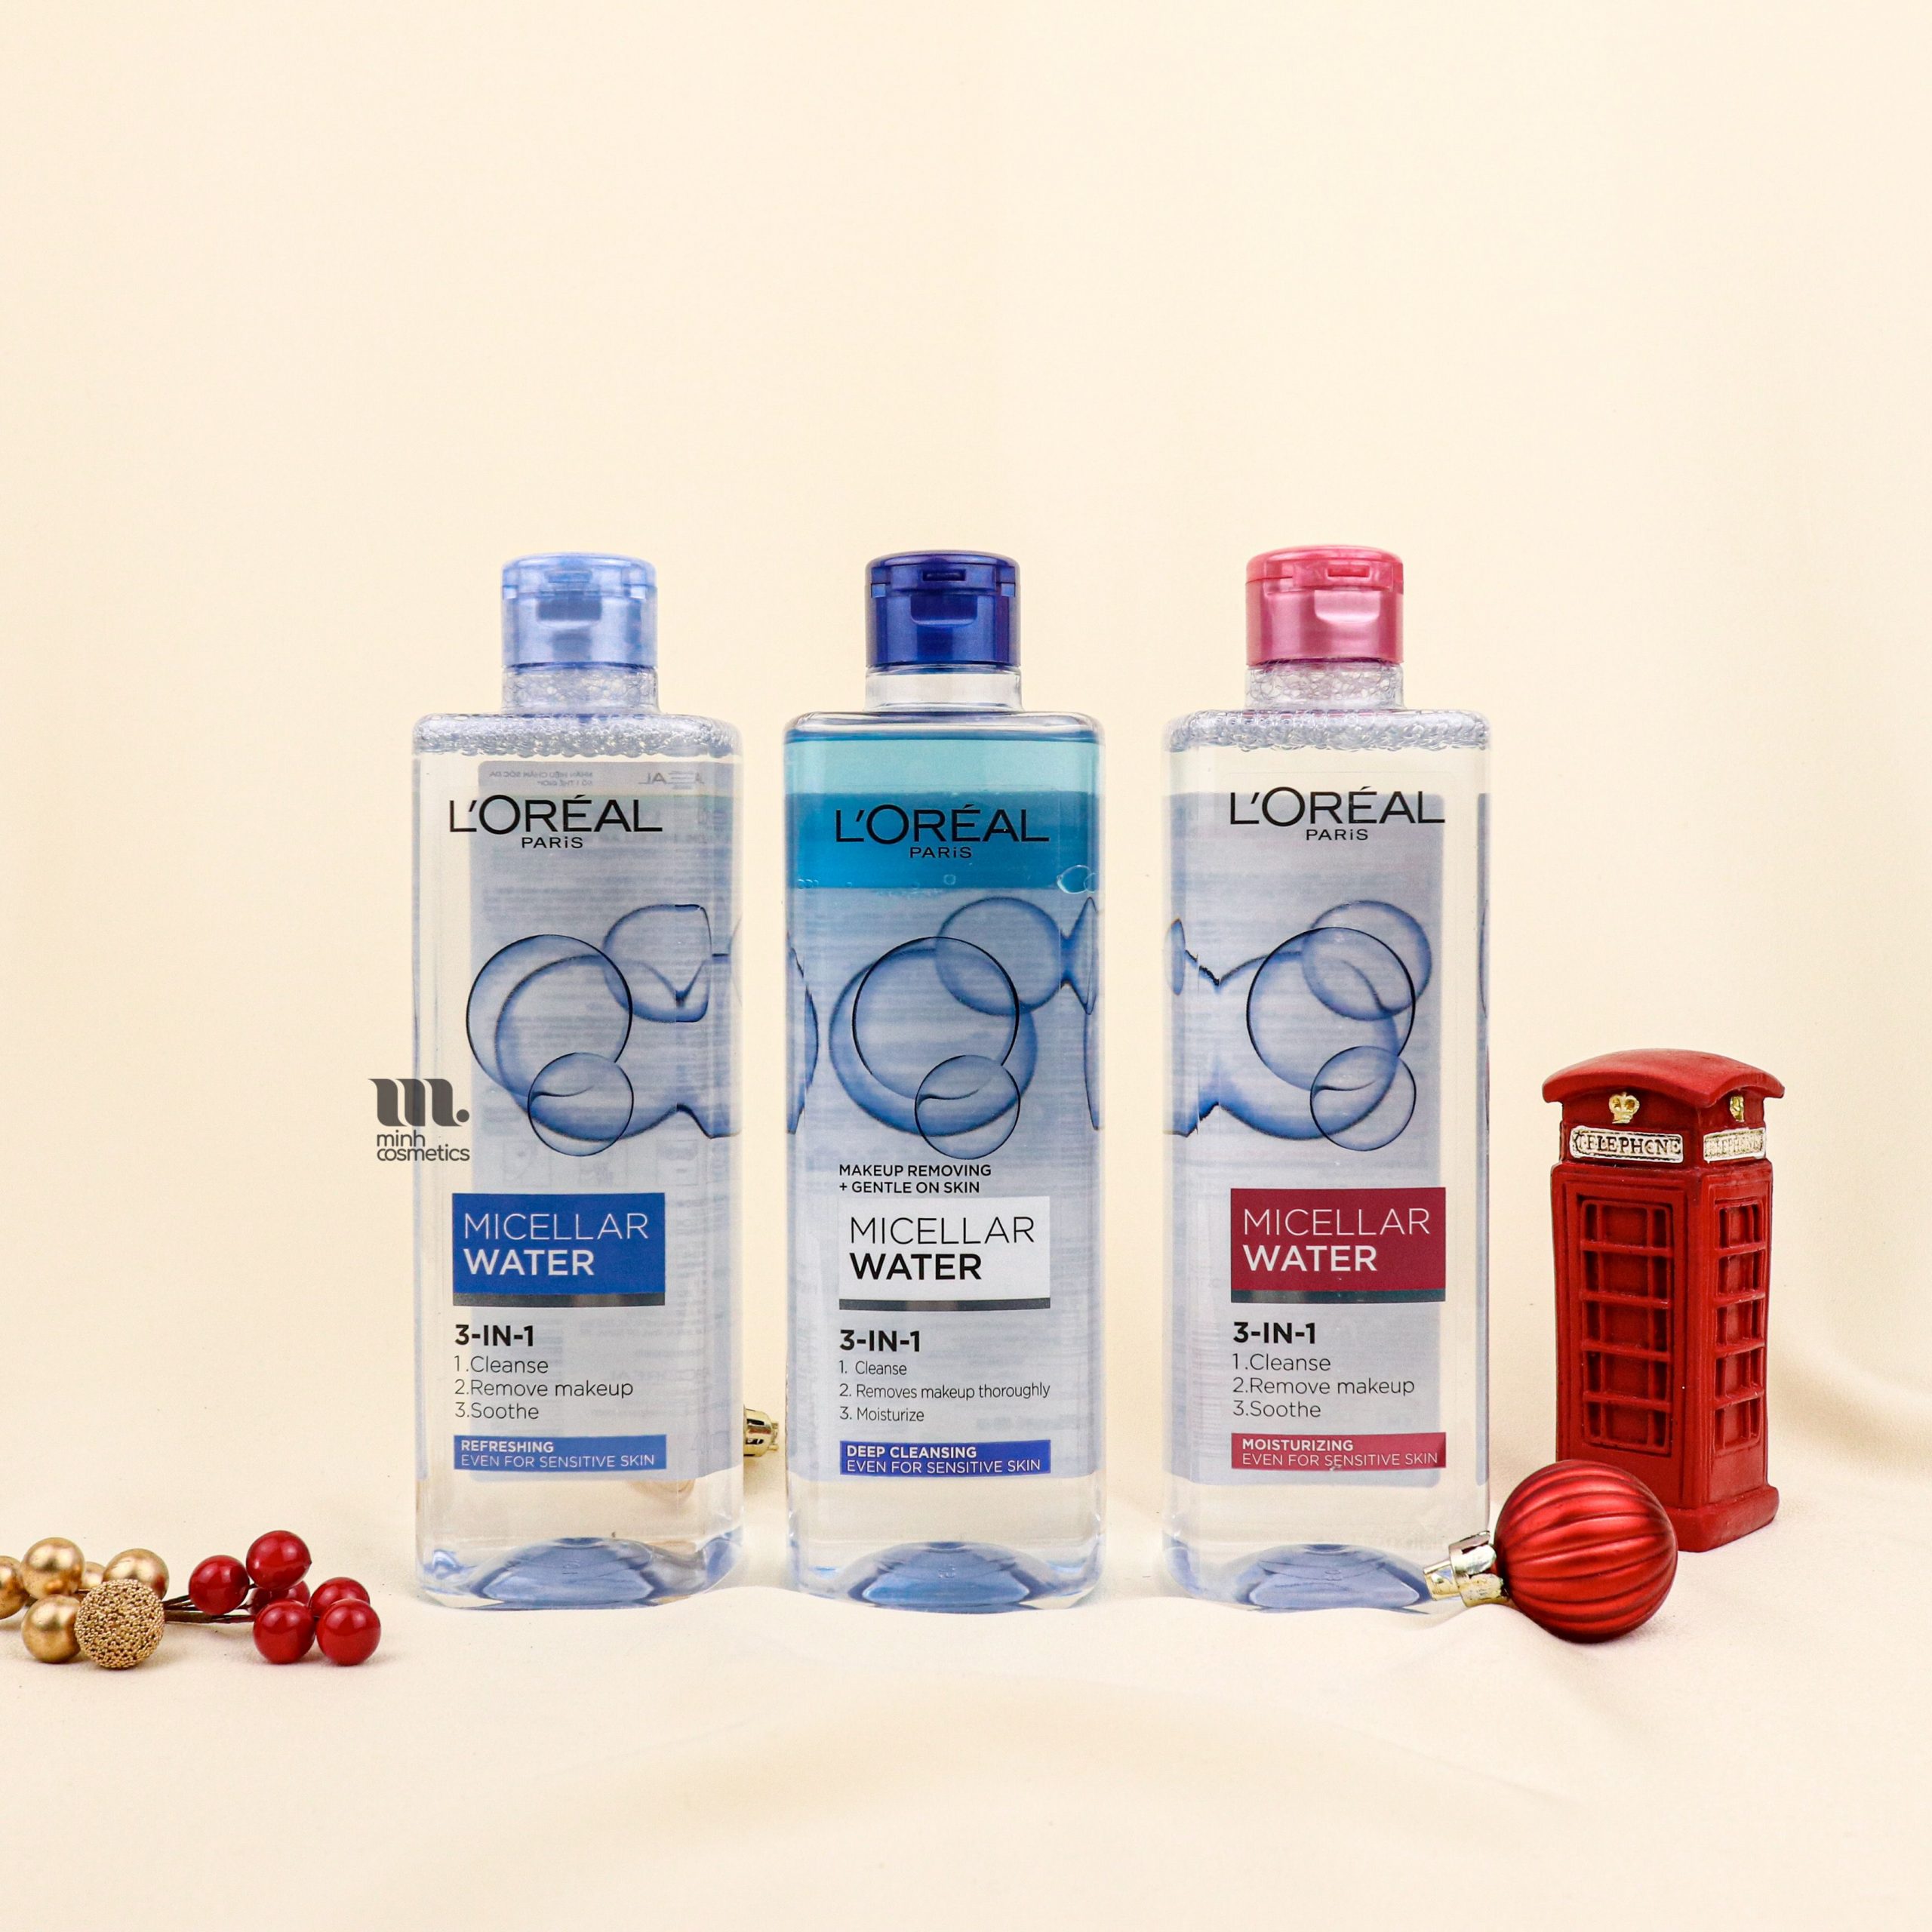 L'ORÉAL
PARiS
MICELLAR
WATER
3-IN-1
1.Cleanse
2.Remove makeup
3.Soothe
REFRESHING
EVEN FOR SENSITIVE SKIN
L'ORÉAL
PARiS
MAKEUP REMOVING
+ GENTLE ON SKIN
MICELLAR
WATER
3-IN-1
1. Cleanse
2. Removes makeup thoroughly
3. Moisturize
DEEP CLEANSING
EVEN FOR SENSITIVE SKIN
L'ORÉAL
PARiS
MICELLAR
WATER
3-IN-1
1.Cleanse
2.Remove makeup
3.Soothe
MOISTURIZING
EVEN FOR SENSITIVE SKIN
m.
minh
cosmetics
TELEPHONE
TELEPHONE